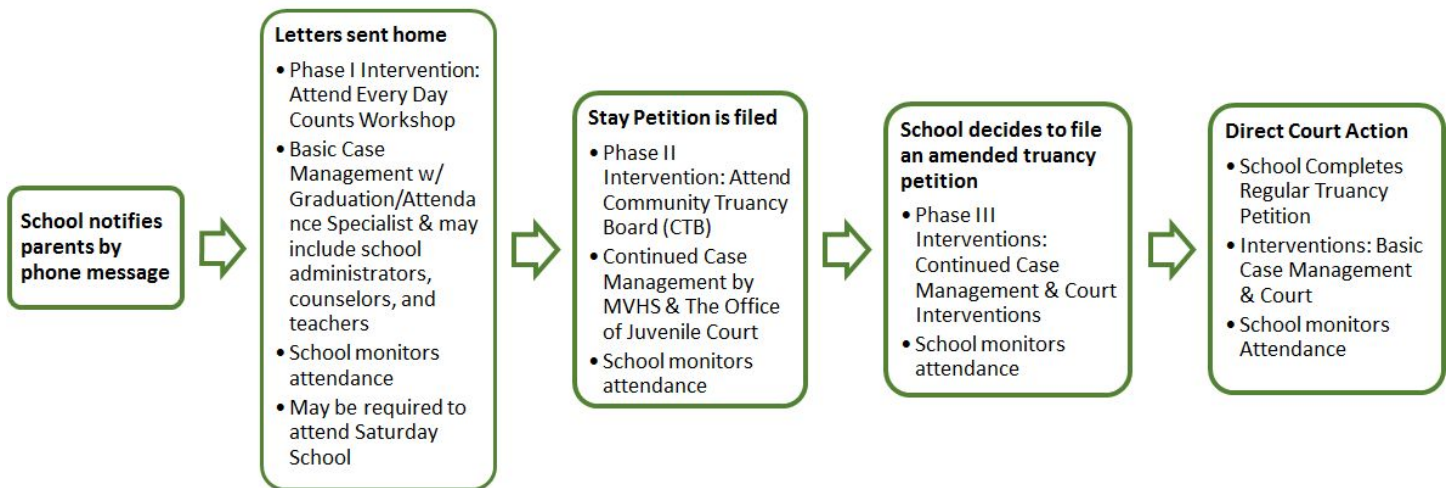 School notifies
parents by
phone message
Letters sent home
• Phase I Intervention:
Attend Every Day
Counts Workshop
• Basic Case
Management w/
Graduation/Attenda
nce Specialist & may
include school
administrators,
counselors, and
teachers
• School monitors
attendance
• May be required to
attend Saturday
School
Stay Petition is filed
• Phase II
Intervention: Attend
Community Truancy
Board (CTB)
• Continued Case
Management by
MVHS & The Office
of Juvenile Court
• School monitors
attendance
School decides to file
an amended truancy
petition
• Phase III
Interventions:
Continued Case
Management & Court
Interventions
• School monitors
attendance
Direct Court Action
• School Completes
Regular Truancy
Petition
• Interventions: Basic
Case Management
& Court
• School monitors
Attendance